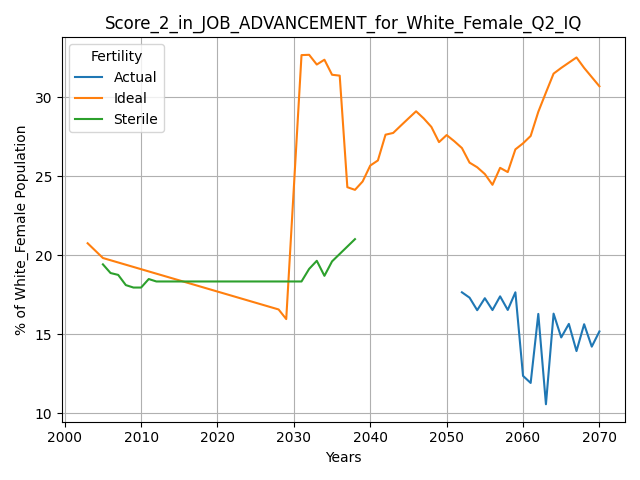 Score_2_in_JOB_ADVANCEMENT_for_White_Female_Q2_IQ
Fertility
Actual
Ideal
Sterile
% of White_Female Population
30
25
20
15
10
2000 2010 2020 2030 2040 2050 2060 2070
Years